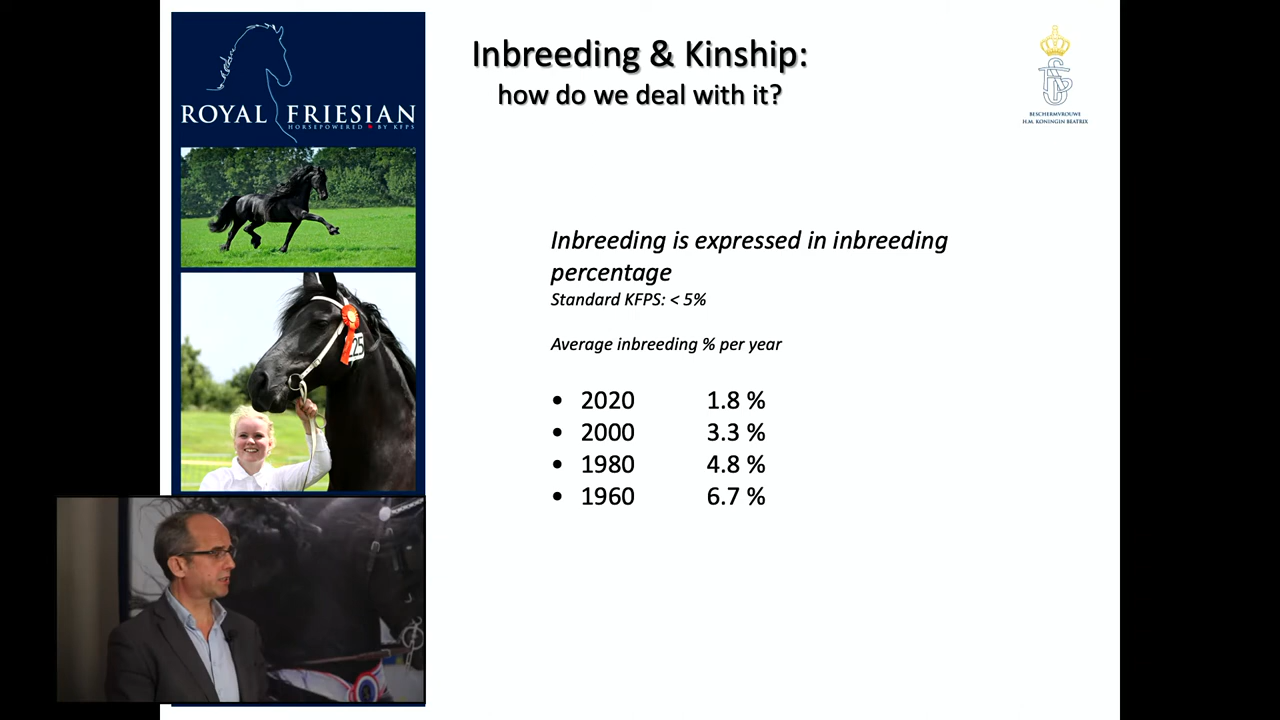 Inbreeding & Kinship:
how do we deal with it?
ROYAL FRIESIAN
HORSEPOWERED BY KFPS
BESCHERMVROUWE
H.M. KONINGIN BEATRIX
Inbreeding is expressed in inbreeding
percentage
Standard KFPS: < 5%
Average inbreeding % per year
• 2020 1.8 %
• 2000 3.3 %
• 1980 4.8 %
• 1960 6.7 %
25